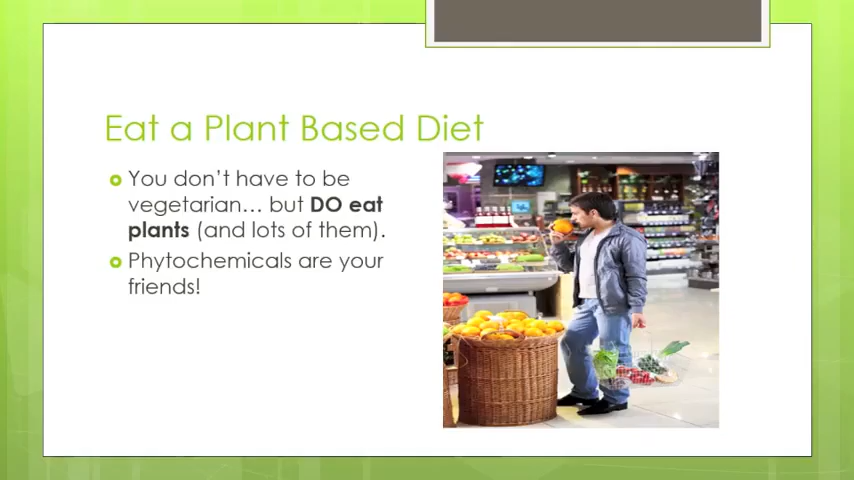 Eat a Plant Based Diet
You don't have to be
vegetarian... but DO eat
plants (and lots of them).
Phytochemicals are your
friends!